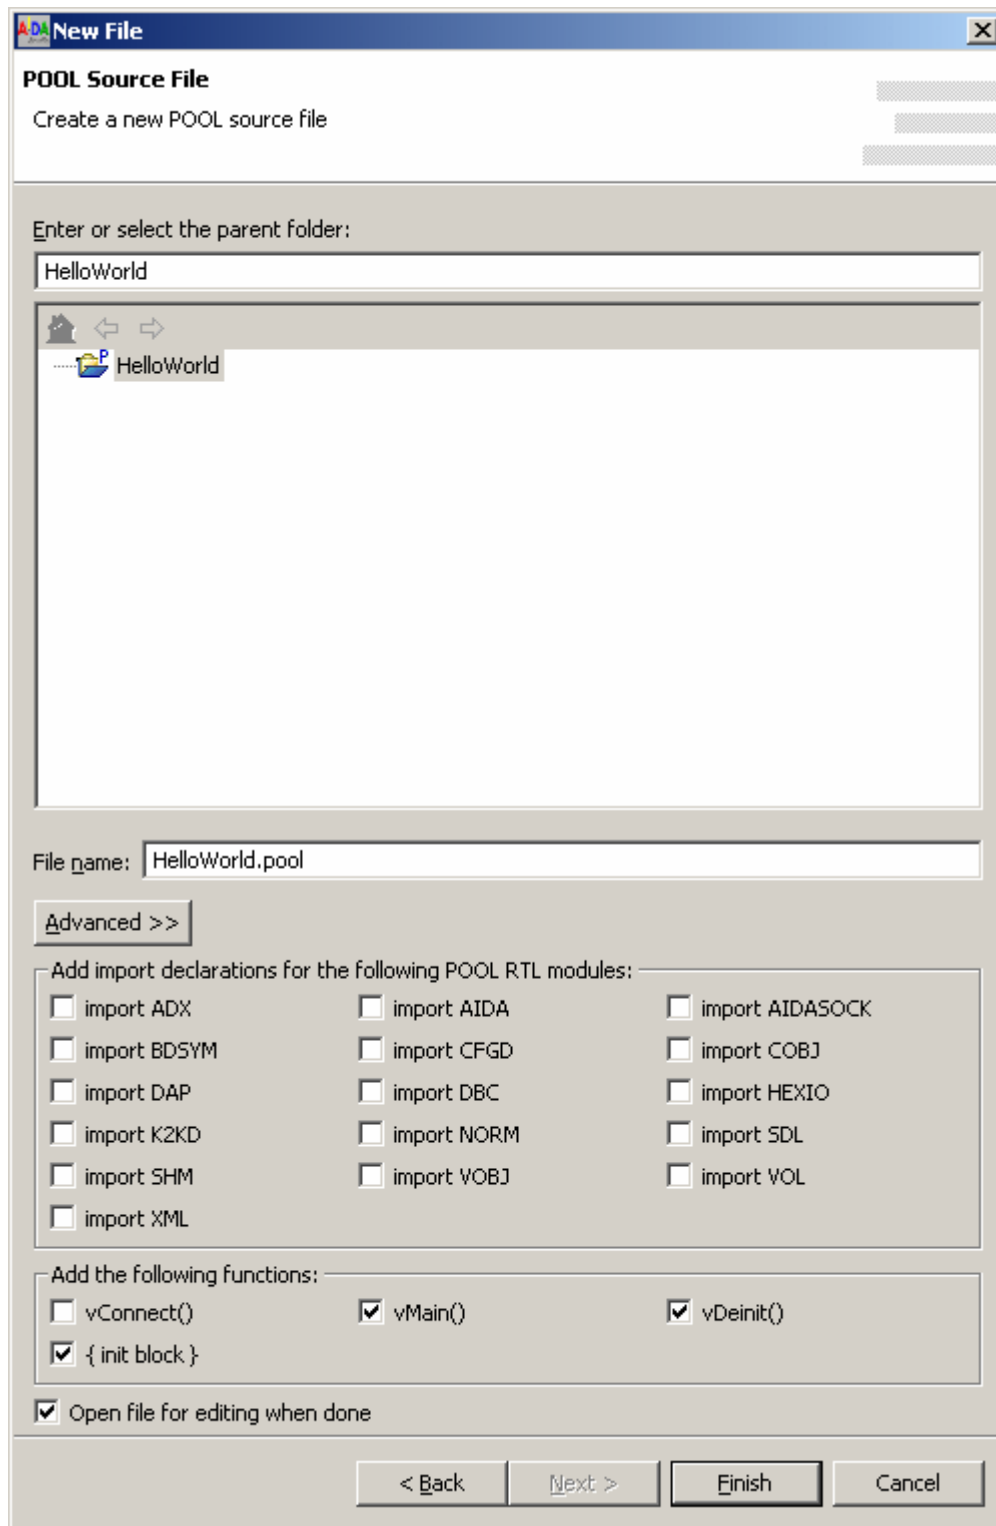 A·DA New File
POOL Source File
Create a new POOL source file
Enter or select the parent folder:
HelloWorld
P
HelloWorld
File name: HelloWorld.pool
Advanced >>
Add import declarations for the following POOL RTL modules:
import ADX import AIDA import AIDASOCK
import BDSYM import CFGD import COBJ
import DAP import DBC import HEXIO
import K2KD import NORM import SDL
import SHM import VOBJ import VOL
import XML
Add the following functions:
vConnect() vMain() vDeinit()
{ init block }
Open file for editing when done
< Back Next > Finish Cancel